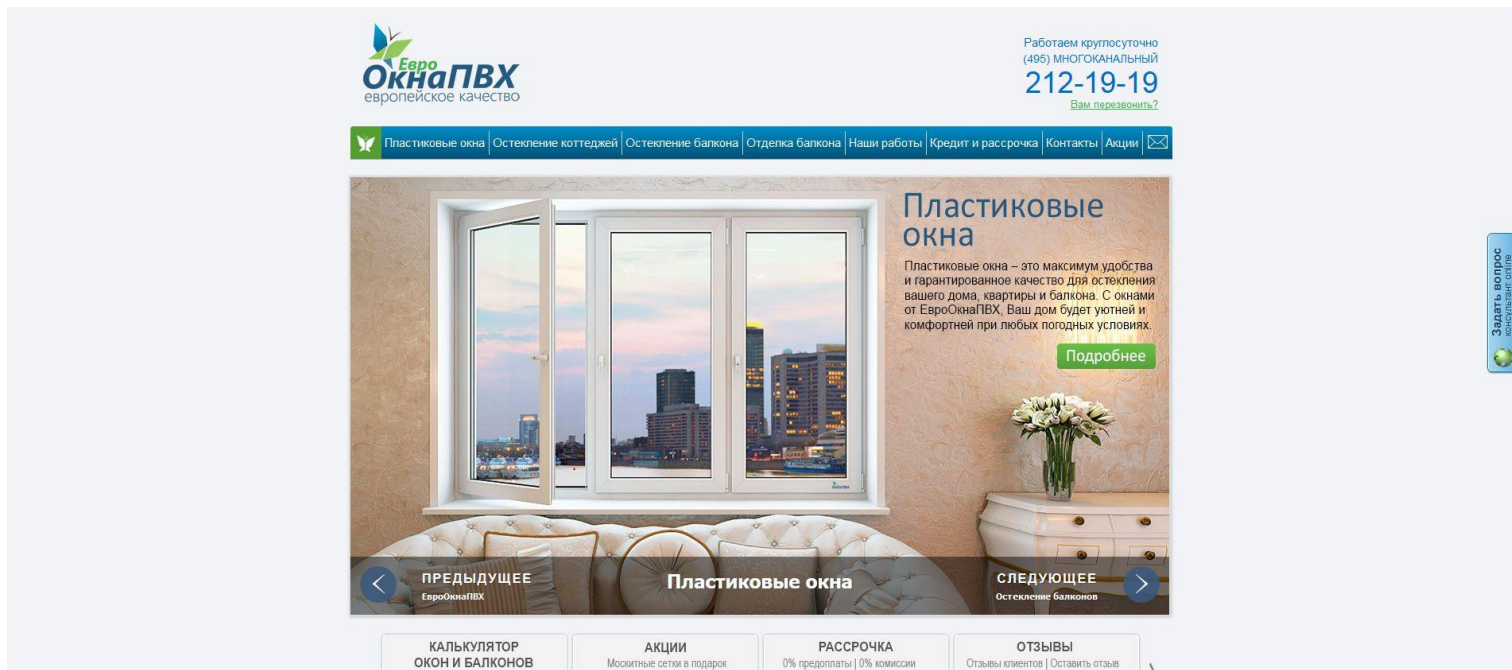 Евро
ОкнаПВХ
европейское качество
Работаем круглосуточно
(495) МНОГОКАНАЛЬНЫЙ
212-19-19
Вам перезвонить?
Пластиковые окна Остекление коттеджей Остекление балкона Отделка балкона Наши работы Кредит и рассрочка Контакты Акции
Пластиковые
окна
Пластиковые окна – это максимум удобства
и гарантированное качество для остекления
вашего дома, квартиры и балкона. С окнами
от ЕвроОкнаПВХ, Ваш дом будет уютней и
комфортней при любых погодных условиях.
Подробнее
Задать вопрос
консультант online
ПРЕДЫДУЩЕЕ
ЕвроОкнаПВХ
Пластиковые окна
СЛЕДУЮЩЕЕ
Остекление балконов
КАЛЬКУЛЯТОР
ОКОН И БАЛКОНОВ
АКЦИИ
Москитные сетки в подарок
РАССРОЧКА
0% предоплаты | 0% комиссии
ОТЗЫВЫ
Отзывы клиентов | Оставить отзыв